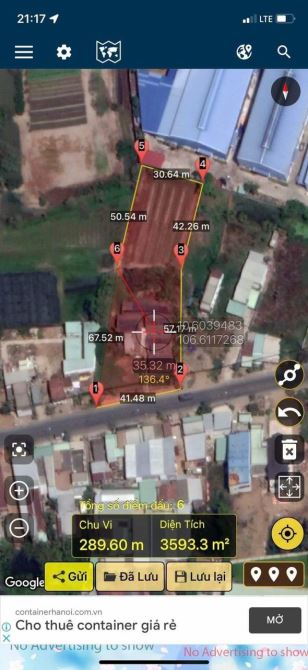 21:17
LTE
5
4
30.64 m
50.54 m
42.26 m
6
3
10.6039483
57.17 m
106.6117268
67.52 m
35.32 m
136.4°
2
1
41.48 m
Tổng số điểm dấu: 6
Chu Vi
Diện Tích
289.60 m
3593.3 m²
Google
Gửi
Đã Lưu
Lưu lại
containerhanoi.com.vn
Cho thuê container giá rẻ
MỞ
No Advertising to show
No Advertising to show